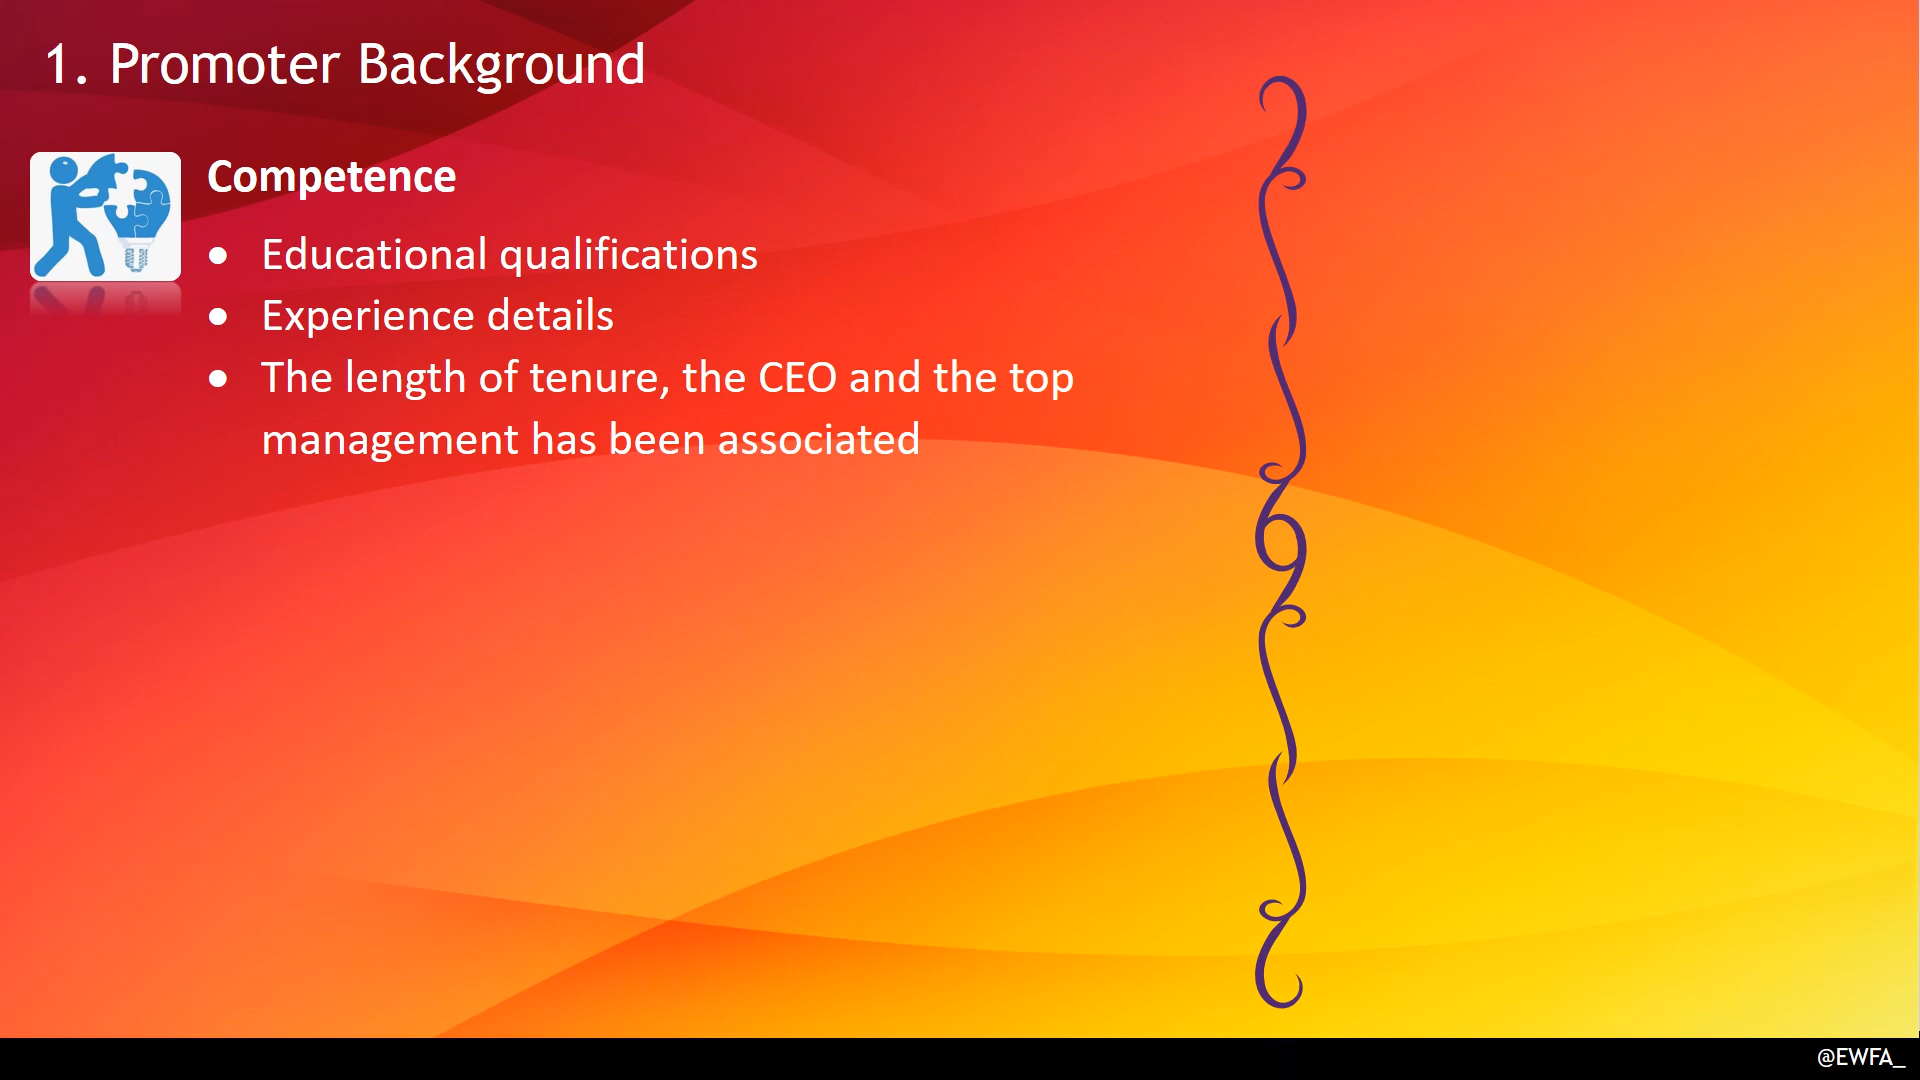 1. Promoter Background
Competence
● Educational qualifications
● Experience details
● The length of tenure, the CEO and the top
management has been associated
@EWFA_